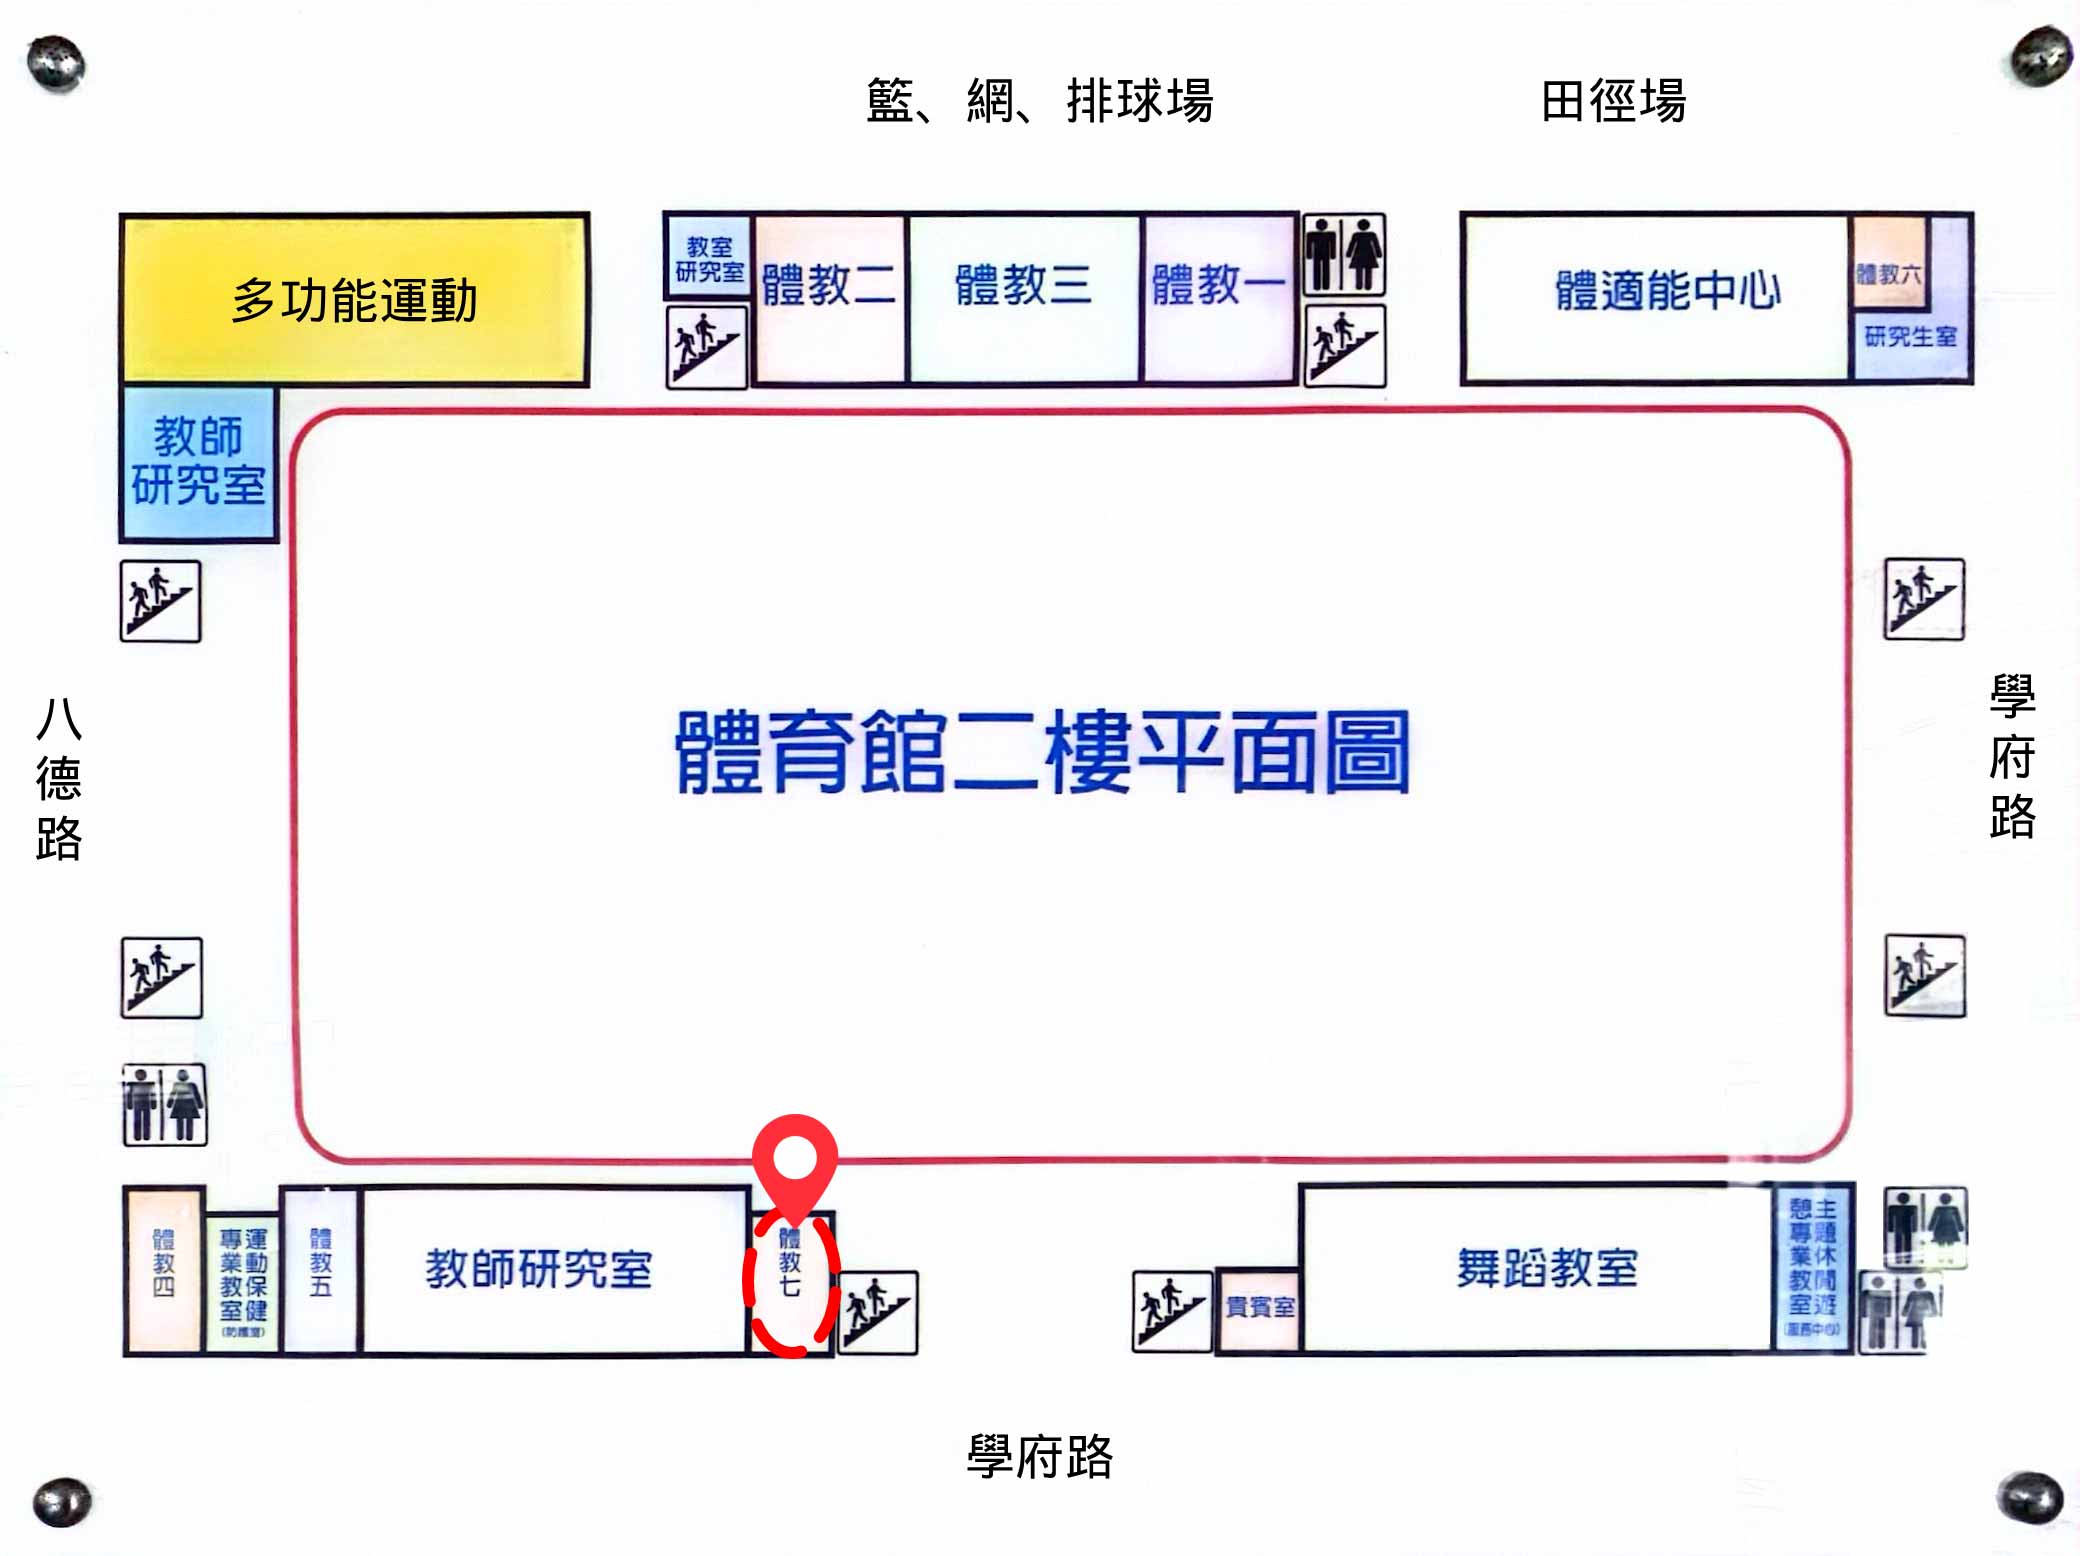 籃、網、排球場
田徑場
多功能運動
教室
研究室
體教二
體教三
體教一
體適能中心
體教六
研究生室
教師
研究室
體育館二樓平面圖
八德路
學府路
體教四
運動保健
專業教室
(防護室)
體教五
教師研究室
體教七
貴賓室
舞蹈教室
主題休閒遊
憩專業教室
(服務中心)
學府路